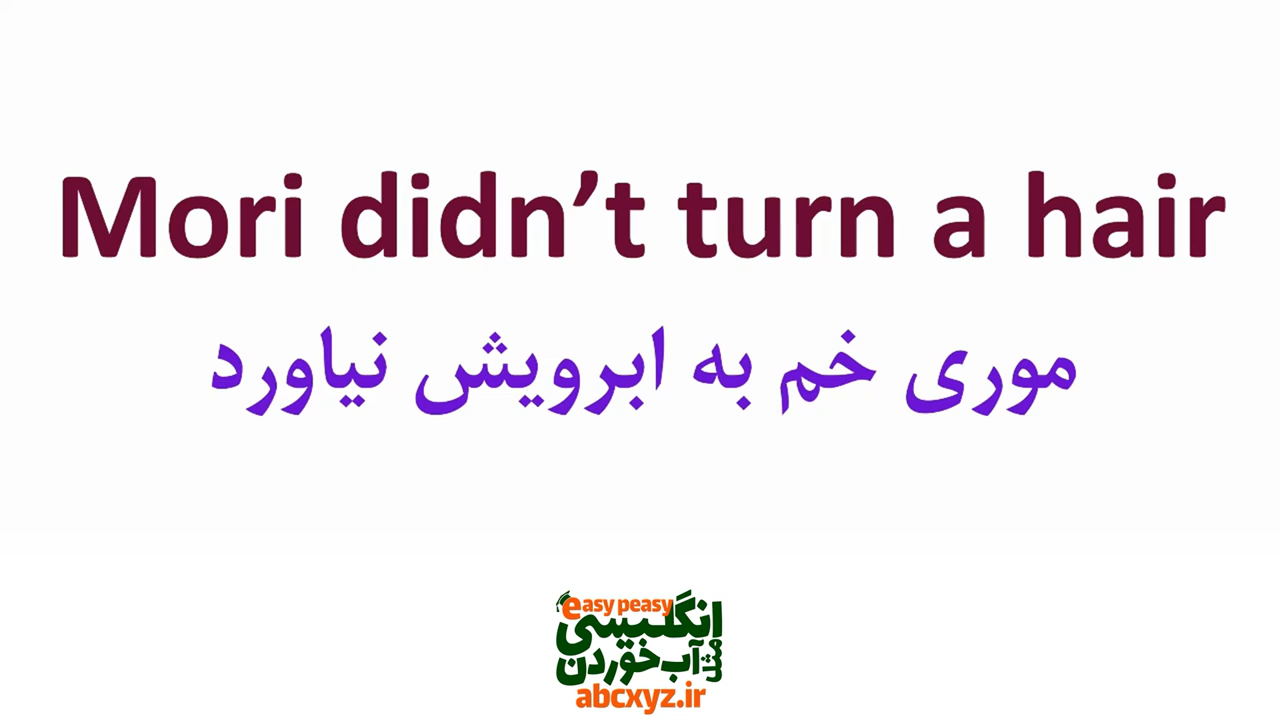 Mori didn’t turn a hair
موری خم به ابرویش نیاورد
easy peasy
انگلیسی
مثل آب خوردن
abcxyz.ir